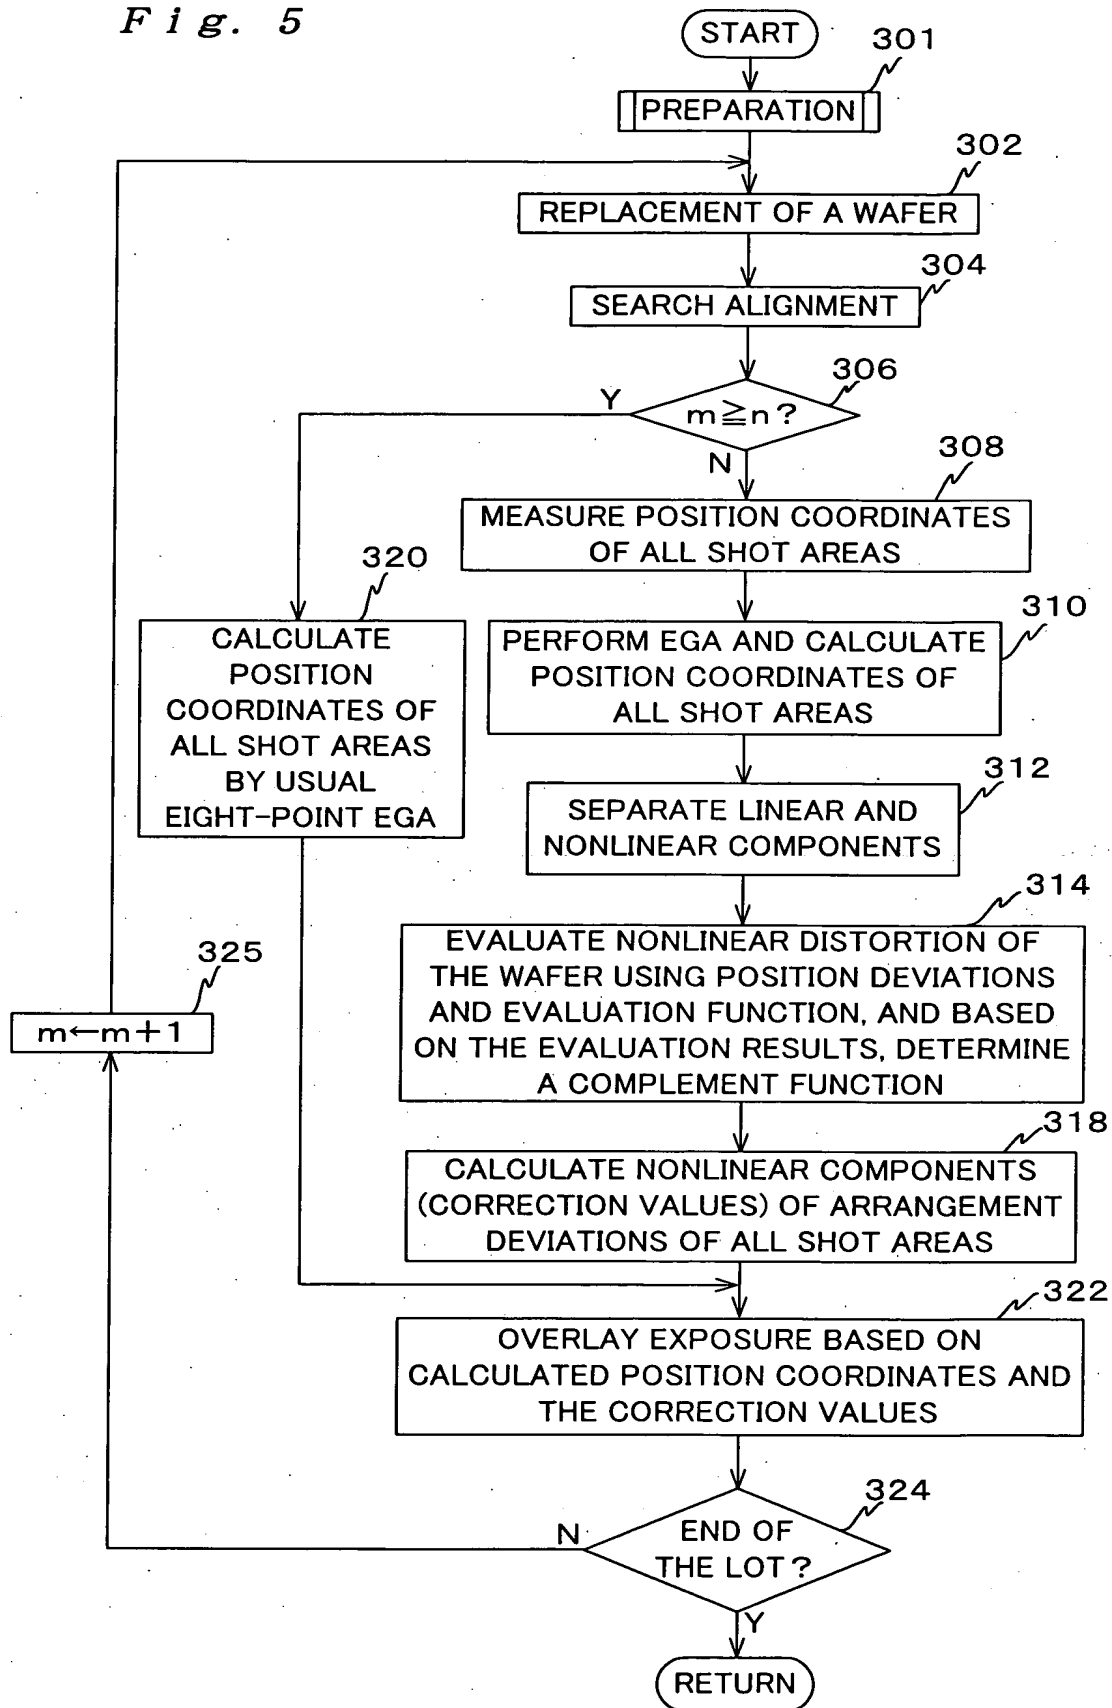 Fig. 5
START
301
PREPARATION
302
REPLACEMENT OF A WAFER
304
SEARCH ALIGNMENT
306
m≧n?
Y
N
308
MEASURE POSITION COORDINATES
OF ALL SHOT AREAS
310
PERFORM EGA AND CALCULATE
POSITION COORDINATES OF
ALL SHOT AREAS
320
CALCULATE
POSITION
COORDINATES OF
ALL SHOT AREAS
BY USUAL
EIGHT-POINT EGA
312
SEPARATE LINEAR AND
NONLINEAR COMPONENTS
314
EVALUATE NONLINEAR DISTORTION OF
THE WAFER USING POSITION DEVIATIONS
AND EVALUATION FUNCTION, AND BASED
ON THE EVALUATION RESULTS, DETERMINE
A COMPLEMENT FUNCTION
325
m←m+1
318
CALCULATE NONLINEAR COMPONENTS
(CORRECTION VALUES) OF ARRANGEMENT
DEVIATIONS OF ALL SHOT AREAS
322
OVERLAY EXPOSURE BASED ON
CALCULATED POSITION COORDINATES AND
THE CORRECTION VALUES
324
END OF
THE LOT?
N
Y
RETURN